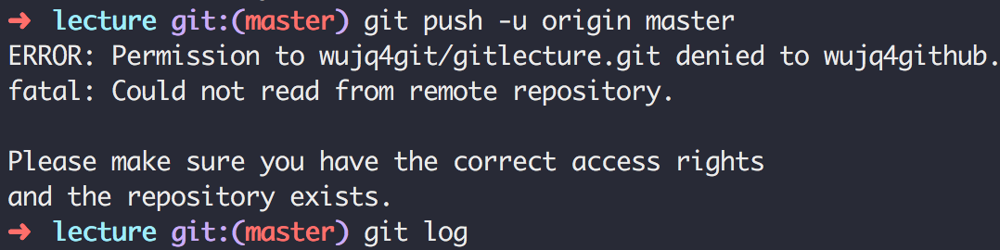 ➜ lecture git:(master) git push -u origin master
ERROR: Permission to wujq4git/gitlecture.git denied to wujq4github.
fatal: Could not read from remote repository.
Please make sure you have the correct access rights
and the repository exists.
➜ lecture git:(master) git log